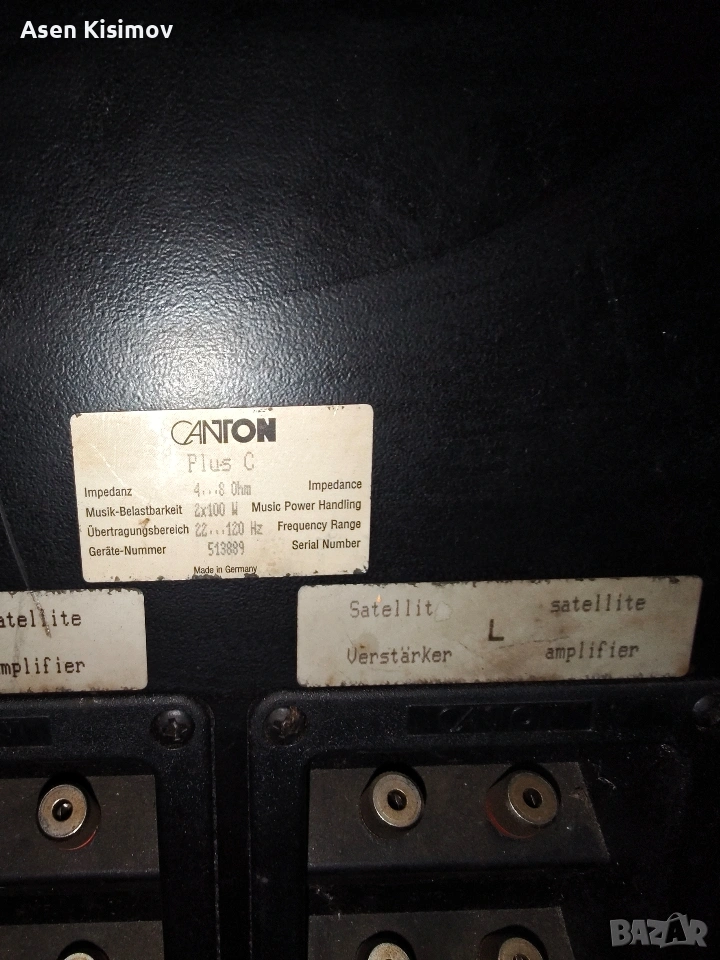 Asen Kisimov
CANTON
Plus C
Impedanz 4...8 Ohm Impedance
Musik-Belastbarkeit 2x100 W Music Power Handling
Übertragungsbereich 22...120 Hz Frequency Range
Geräte-Nummer 513889 Serial Number
Made in Germany
atellite
mplifier
Satellit L satellite
Verstärker amplifier
BAZAR